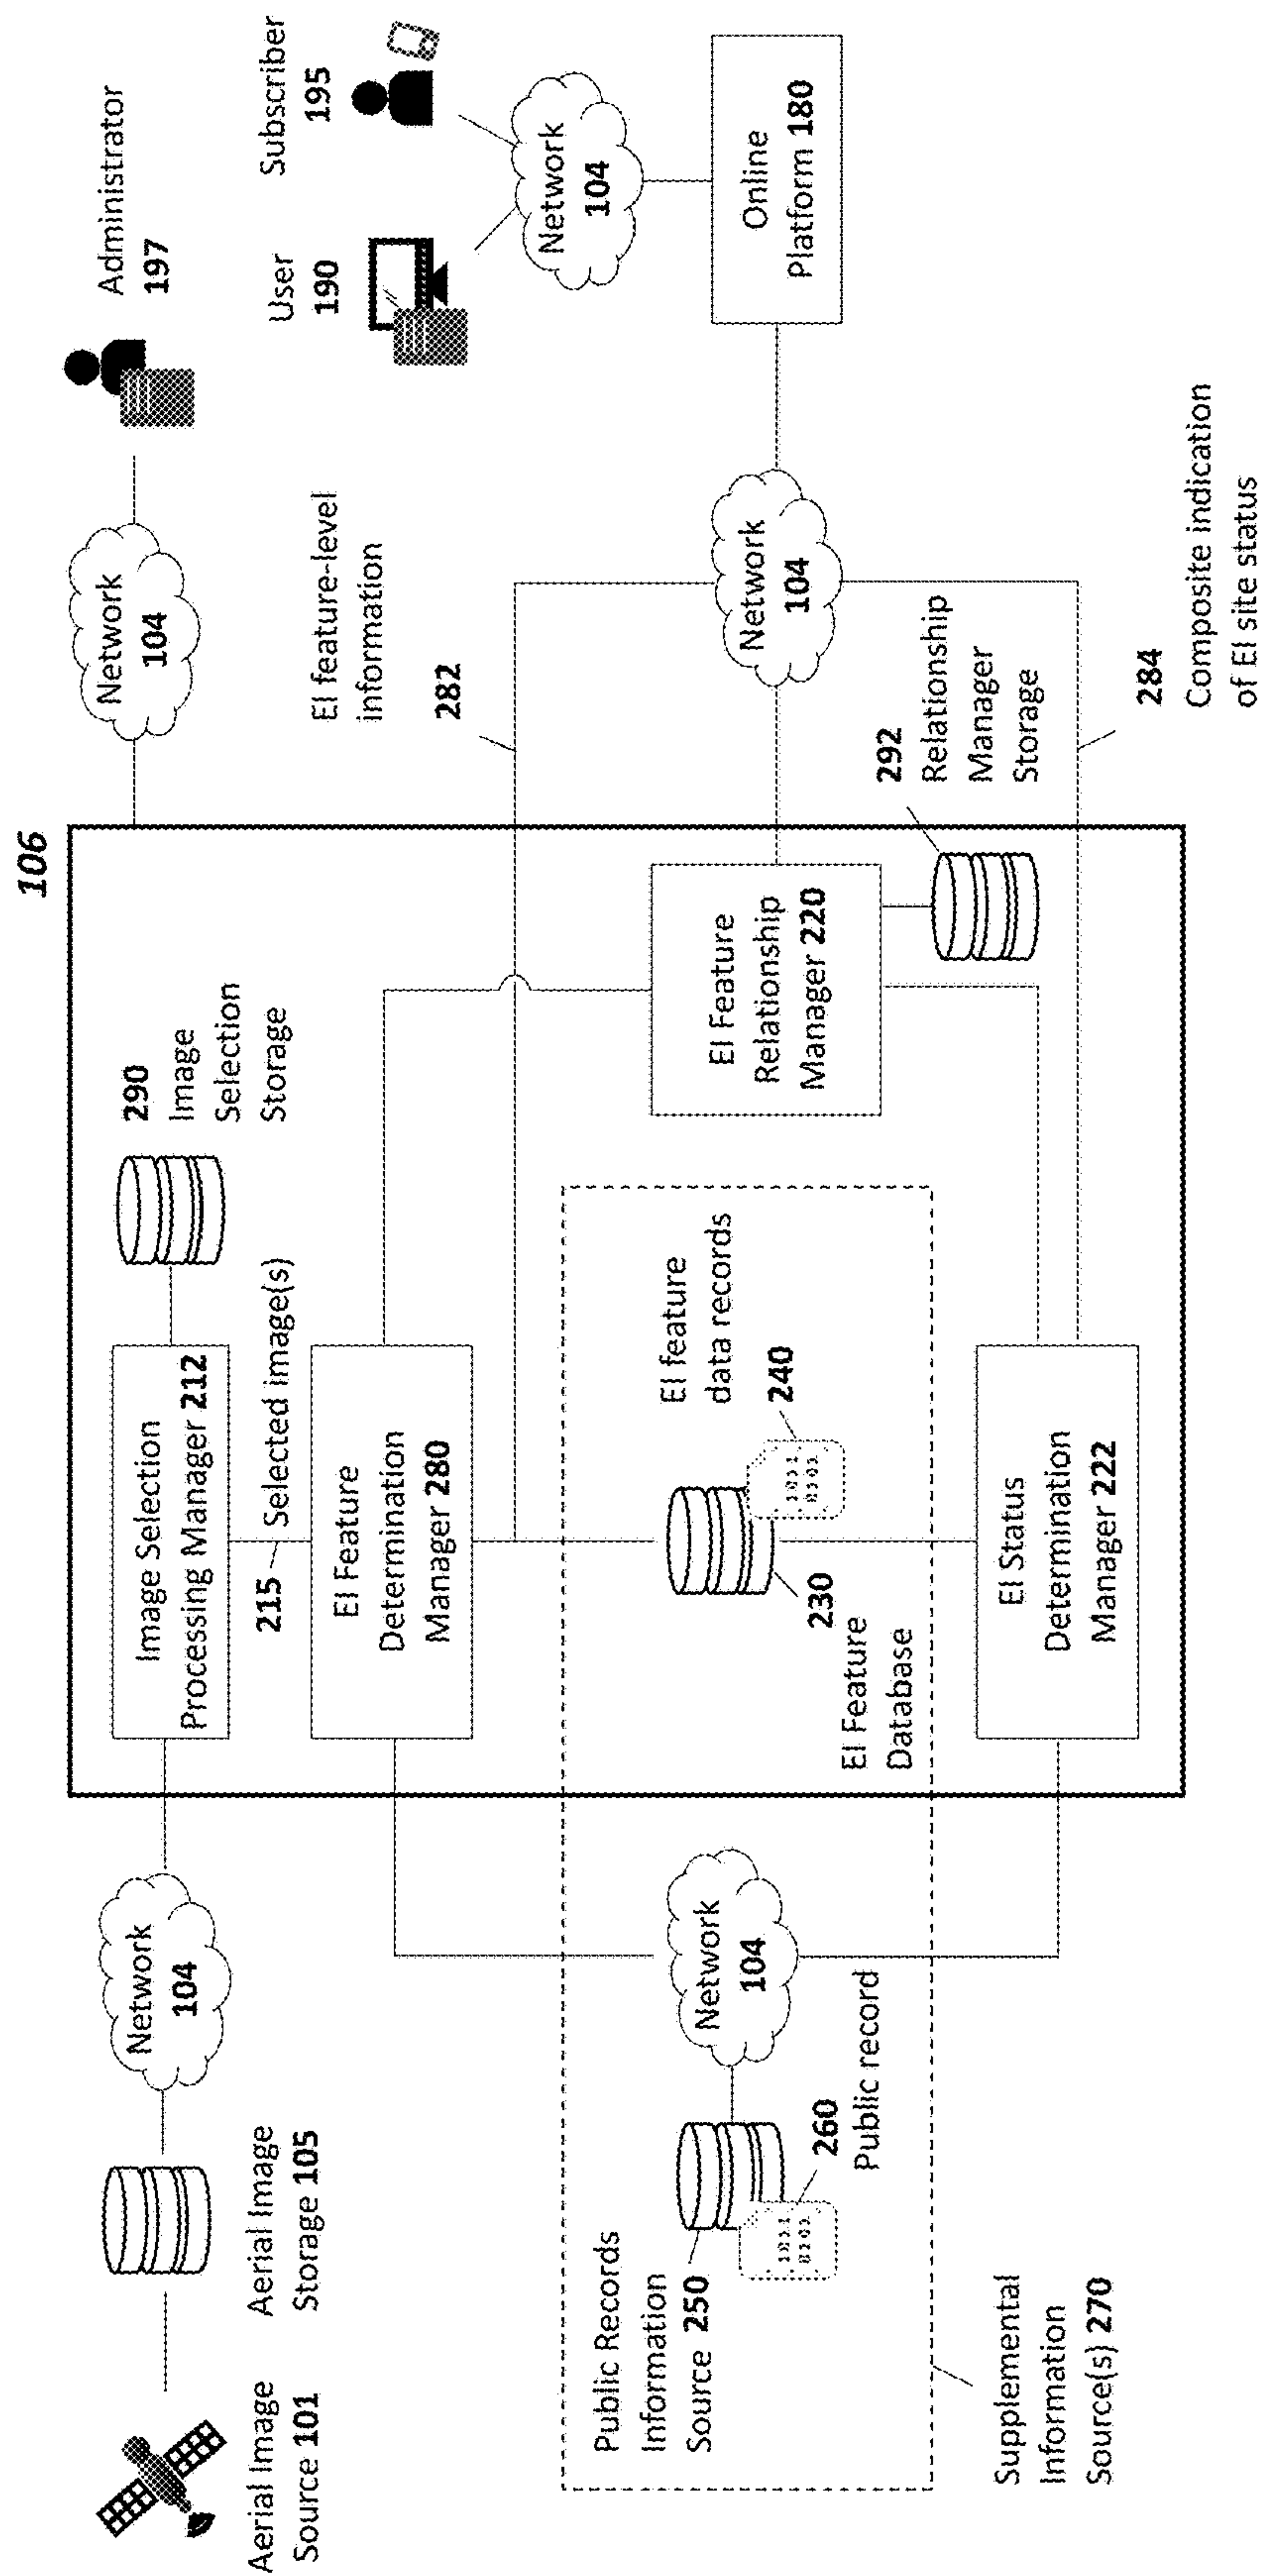 106
Aerial Image
Source 101
Aerial Image
Storage 105
Network
104
Image Selection
Processing Manager 212
290
Image
Selection
Storage
Network
104
Administrator
197
215
Selected image(s)
EI Feature
Determination
Manager 280
EI feature-level
information
282
User
190
Subscriber
195
Network
104
Public Records
Information
Source 250
260
Public record
Network
104
230
EI Feature
Database
EI feature
data records
240
EI Feature
Relationship
Manager 220
292
Relationship
Manager
Storage
Network
104
Online
Platform 180
Supplemental
Information
Source(s) 270
EI Status
Determination
Manager 222
284
Composite indication
of EI site status